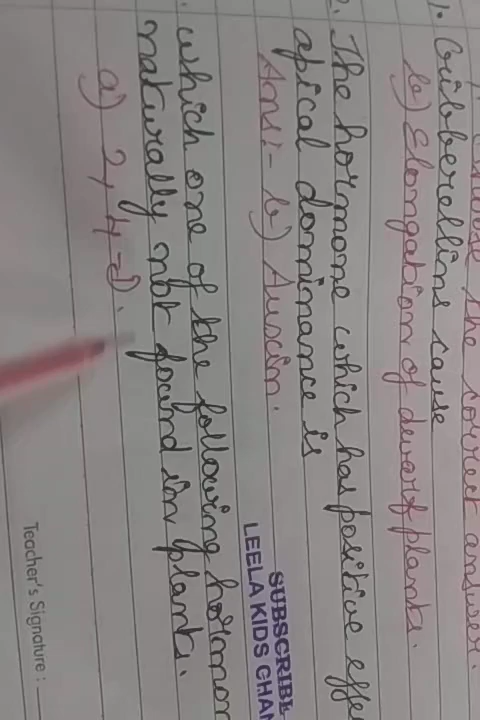 the correct answer.
1. Gibberellins cause
b) Elongation of dwarf plants.
2. The hormone which has positive effe
apical dominance is
Ans:- b) Auxin.
. which one of the following hormon
naturally not found in plants.
a) 2, 4-D.
SUBSCRIBE
LEELA KIDS CHAN
Teacher's Signature :